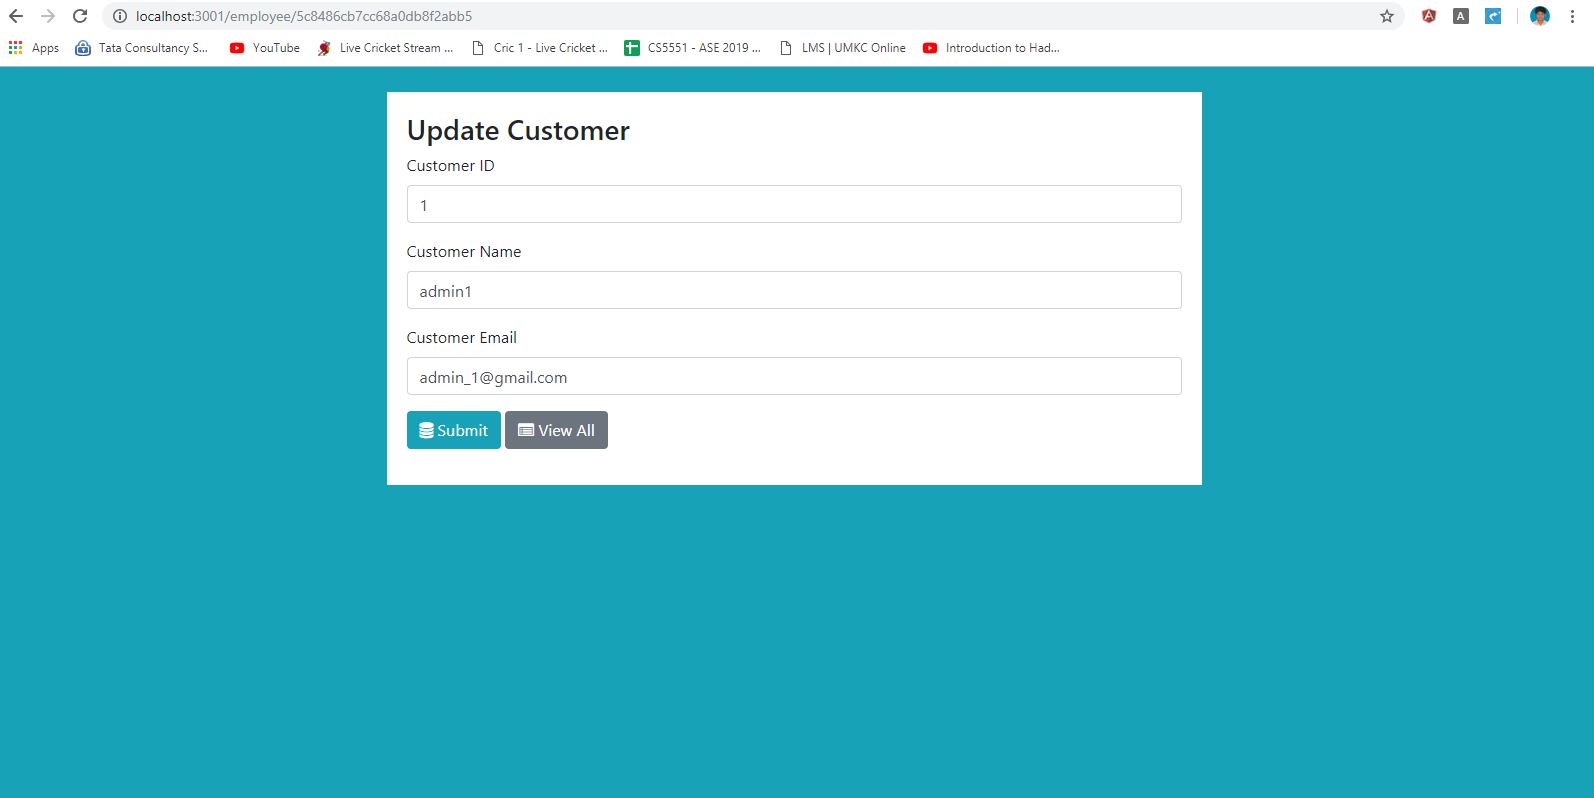 localhost:3001/employee/5c8486cb7cc68a0db8f2abb5
A
Apps Tata Consultancy S... YouTube Live Cricket Stream ... Cric 1 - Live Cricket ... CS5551 - ASE 2019 ... LMS | UMKC Online Introduction to Had...
Update Customer
Customer ID
1
Customer Name
admin1
Customer Email
admin_1@gmail.com
Submit View All